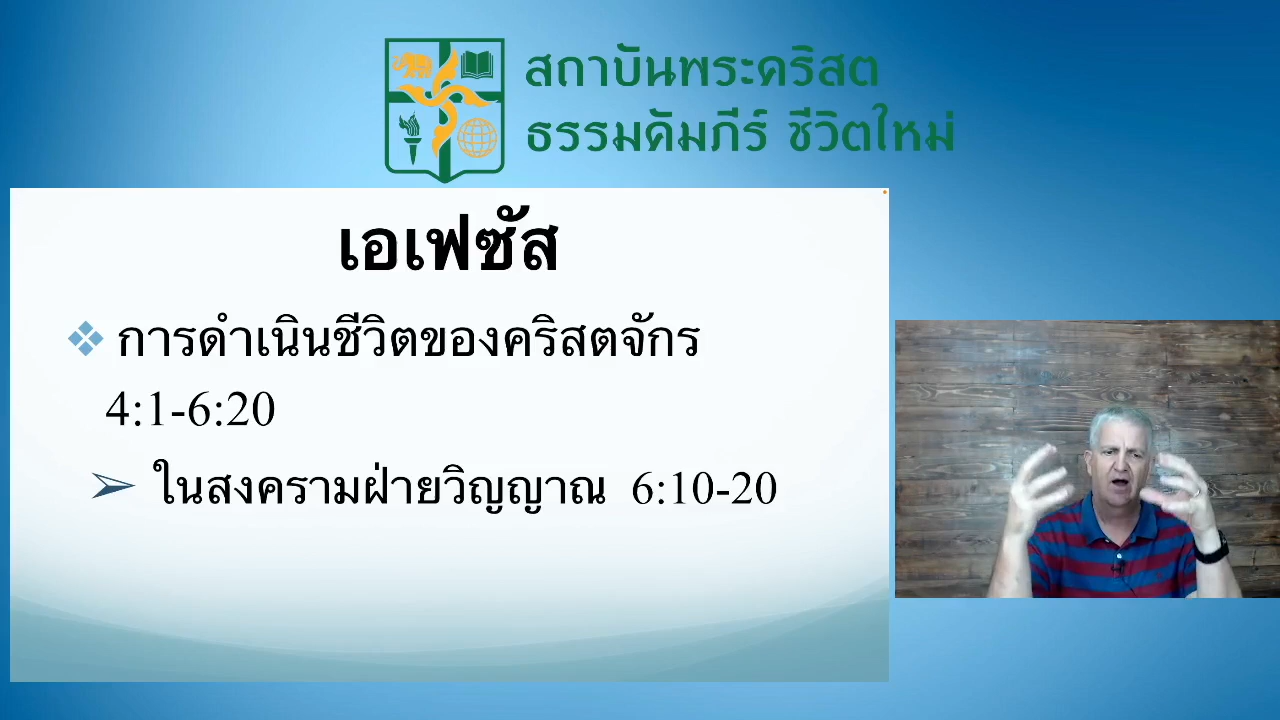 สถาบันพระคริสต
ธรรมคัมภีร์ ชีวิตใหม่
เอเฟซัส
การดำเนินชีวิตของคริสตจักร
4:1-6:20
ในสงครามฝ่ายวิญญาณ 6:10-20